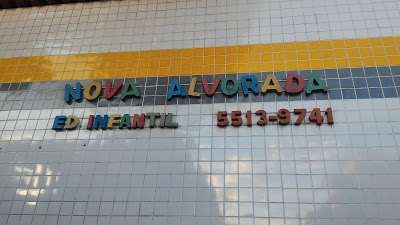 NOVA ALVORADA
ED INFANTIL 5513-9741